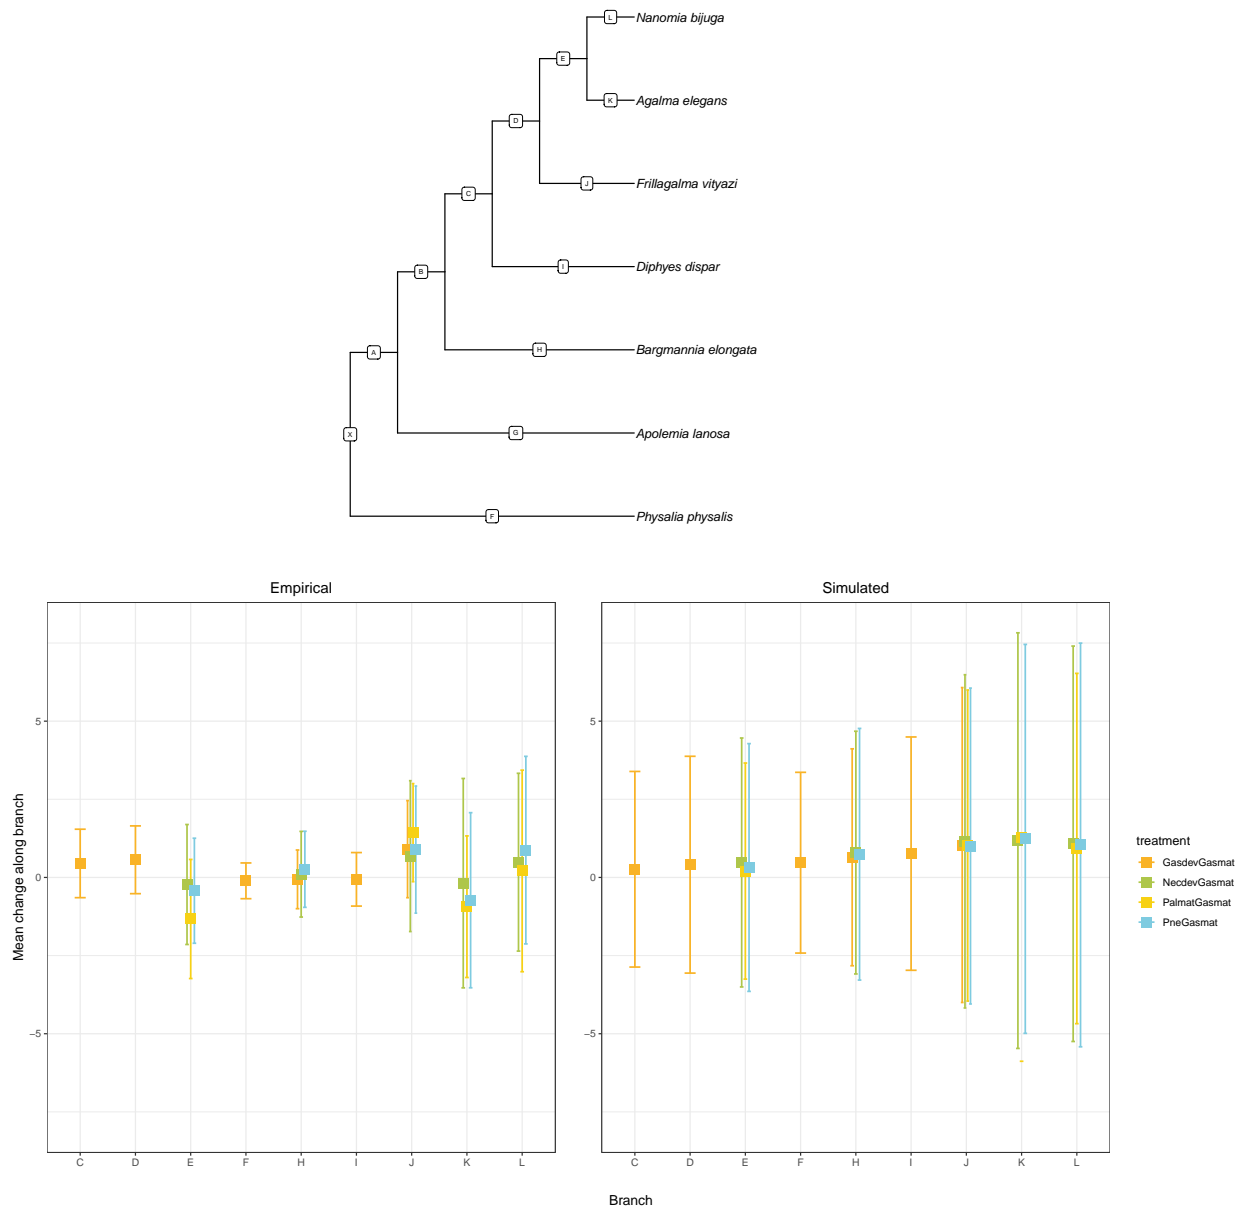 L
Nanomia bijuga
E
K
Agalma elegans
D
J
Frillagalma vityazi
C
I
Diphyes dispar
B
H
Bargmannia elongata
A
G
Apolemia lanosa
X
F
Physalia physalis
Empirical
Simulated
Mean change along branch
5
0
−5
5
0
−5
C D E F H I J K L
C D E F H I J K L
Branch
treatment
GasdevGasmat
NecdevGasmat
PalmatGasmat
PneGasmat